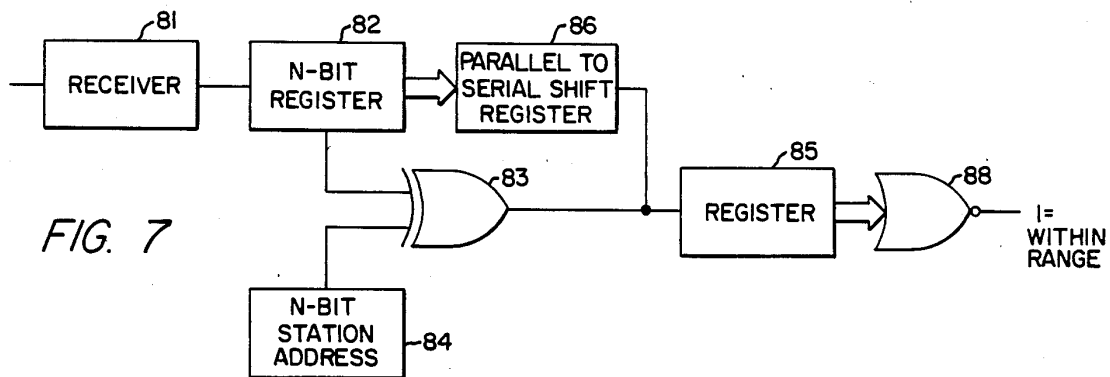 81
RECEIVER
82
N-BIT
REGISTER
86
PARALLEL TO
SERIAL SHIFT
REGISTER
83
N-BIT
STATION
ADDRESS
84
85
REGISTER
88
1=
WITHIN
RANGE
FIG. 7